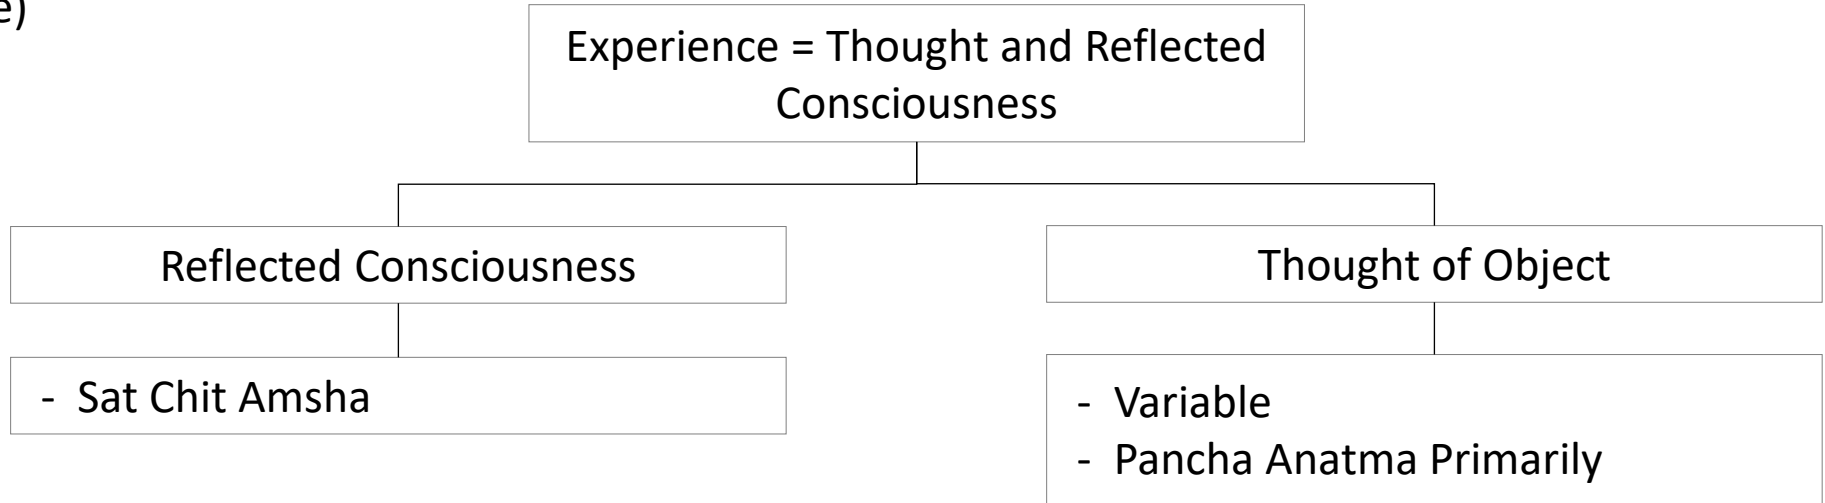 e)
Experience = Thought and Reflected
Consciousness
Reflected Consciousness
Thought of Object
- Sat Chit Amsha
- Variable
- Pancha Anatma Primarily